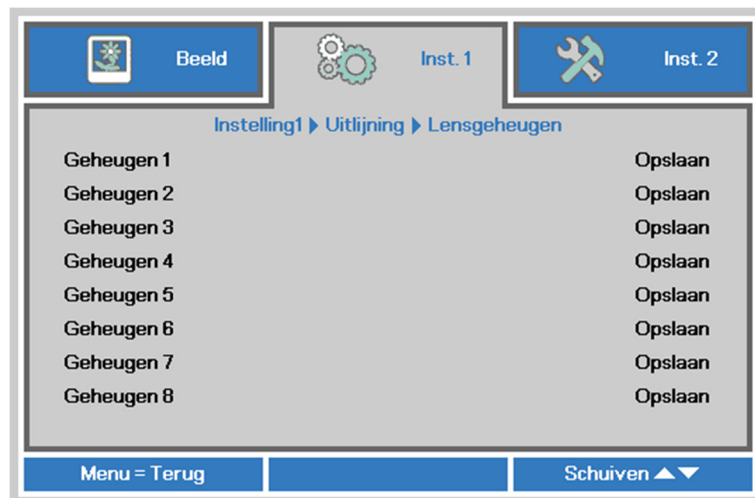 Beeld Inst. 1 Inst. 2
Instelling1 ▶ Uitlijning ▶ Lensgeheugen
Geheugen 1 Opslaan
Geheugen 2 Opslaan
Geheugen 3 Opslaan
Geheugen 4 Opslaan
Geheugen 5 Opslaan
Geheugen 6 Opslaan
Geheugen 7 Opslaan
Geheugen 8 Opslaan
Menu = Terug Schuiven ▲▼